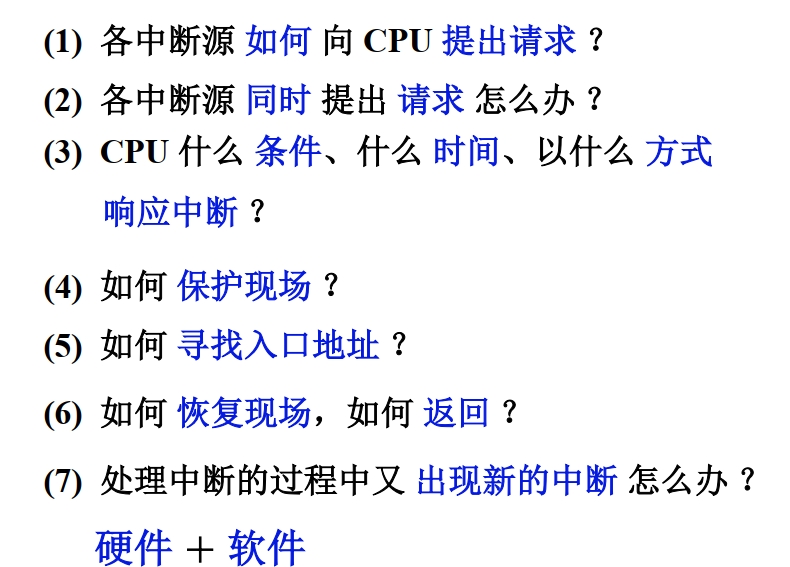 (1) 各中断源 如何 向 CPU 提出请求 ？
(2) 各中断源 同时 提出 请求 怎么办 ？
(3) CPU 什么 条件、什么 时间、以什么 方式
响应中断 ？
(4) 如何 保护现场 ？
(5) 如何 寻找入口地址 ？
(6) 如何 恢复现场，如何 返回 ？
(7) 处理中断的过程中又 出现新的中断 怎么办 ？
硬件 ＋ 软件